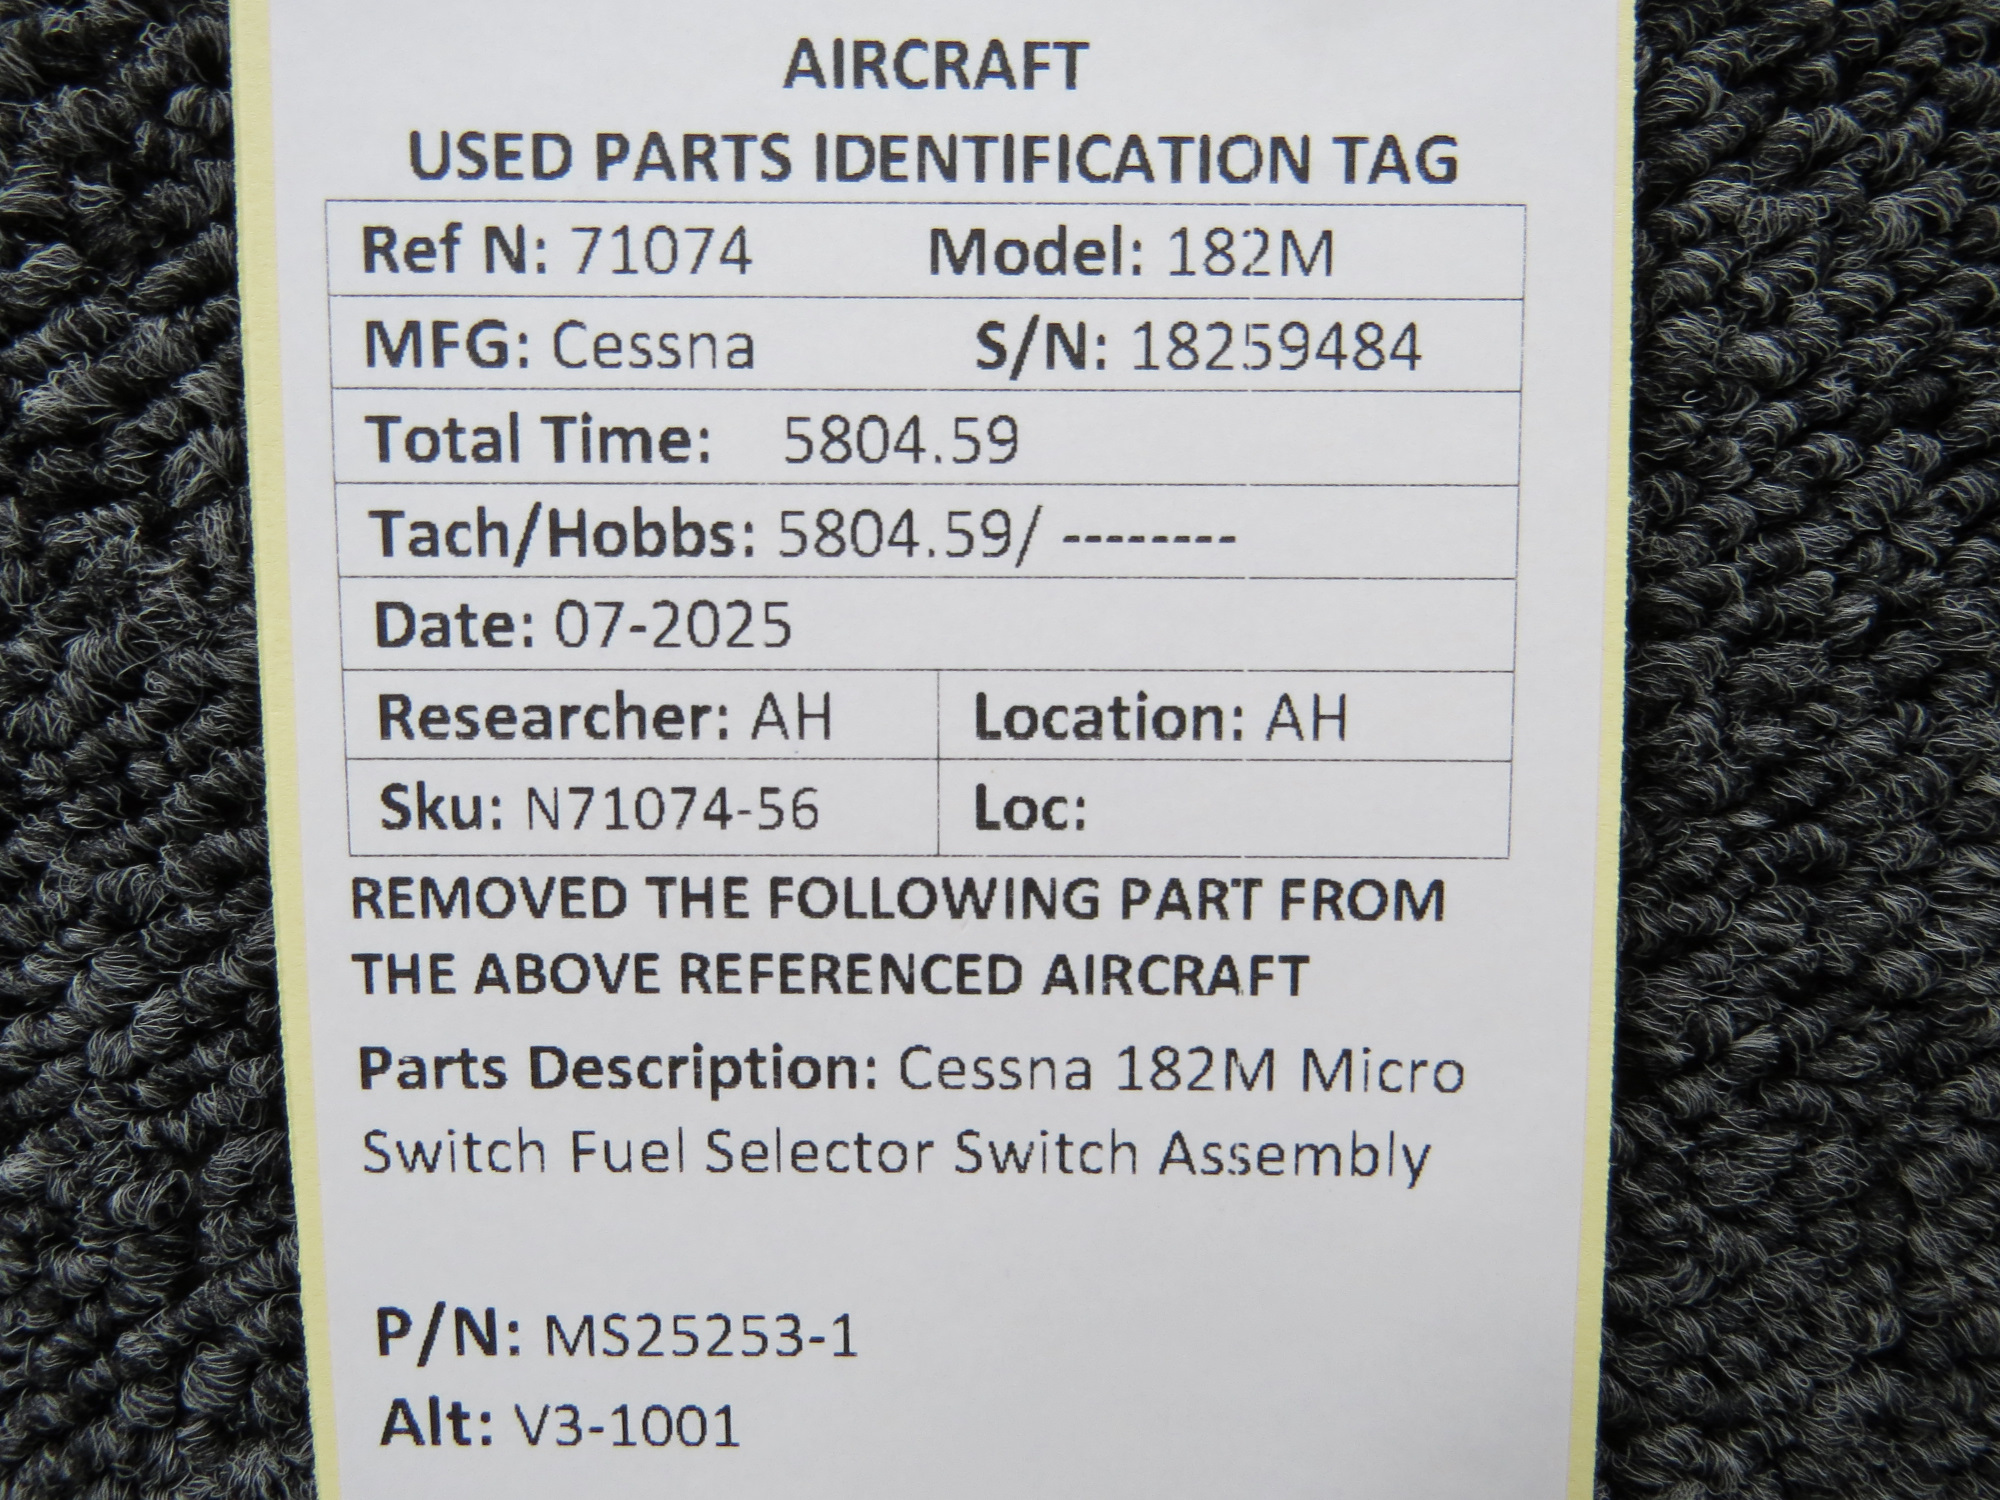 AIRCRAFT
USED PARTS IDENTIFICATION TAG
Ref N: 71074 Model: 182M
MFG: Cessna S/N: 18259484
Total Time: 5804.59
Tach/Hobbs: 5804.59/ --------
Date: 07-2025
Researcher: AH Location: AH
Sku: N71074-56 Loc:
REMOVED THE FOLLOWING PART FROM
THE ABOVE REFERENCED AIRCRAFT
Parts Description: Cessna 182M Micro
Switch Fuel Selector Switch Assembly
P/N: MS25253-1
Alt: V3-1001